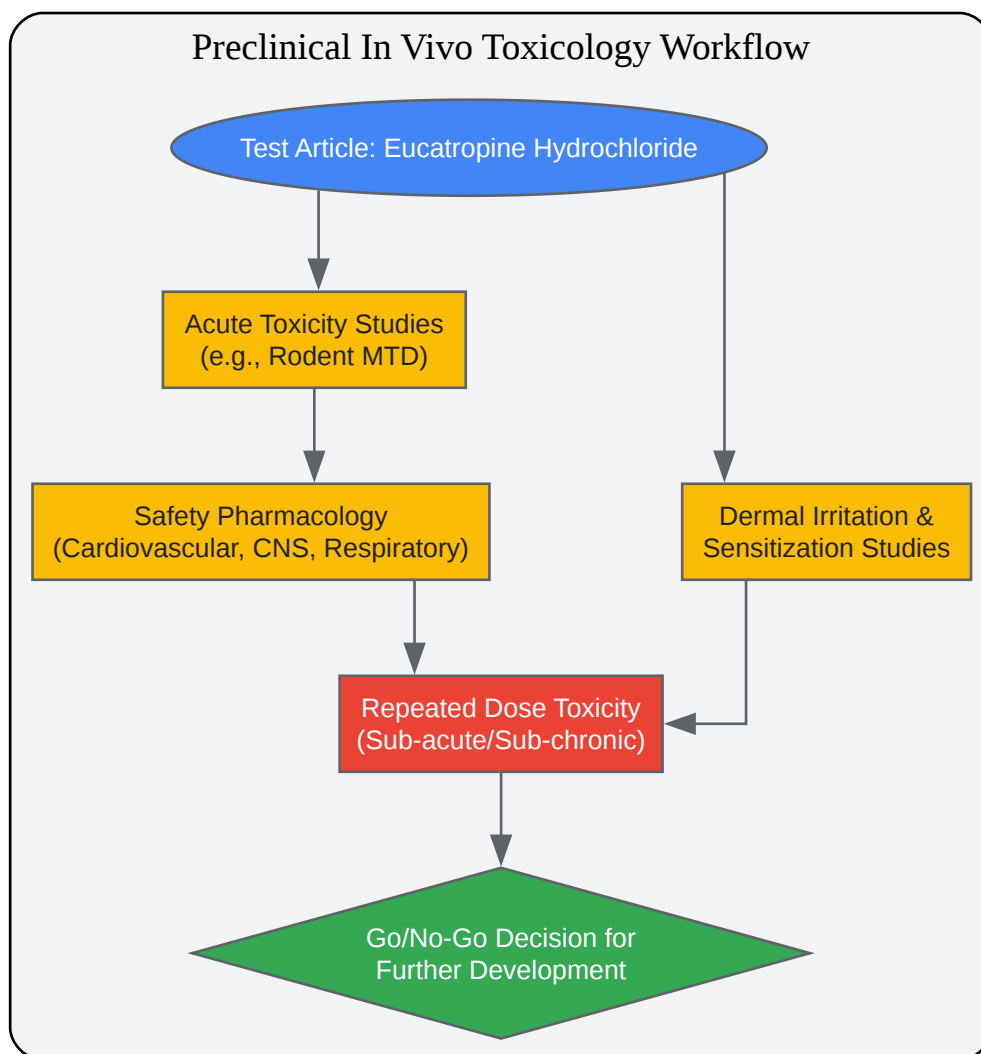 Preclinical In Vivo Toxicology Workflow
Test Article: Eucatropine Hydrochloride
Acute Toxicity Studies
(e.g., Rodent MTD)
Safety Pharmacology
(Cardiovascular, CNS, Respiratory)
Dermal Irritation &
Sensitization Studies
Repeated Dose Toxicity
(Sub-acute/Sub-chronic)
Go/No-Go Decision for
Further Development